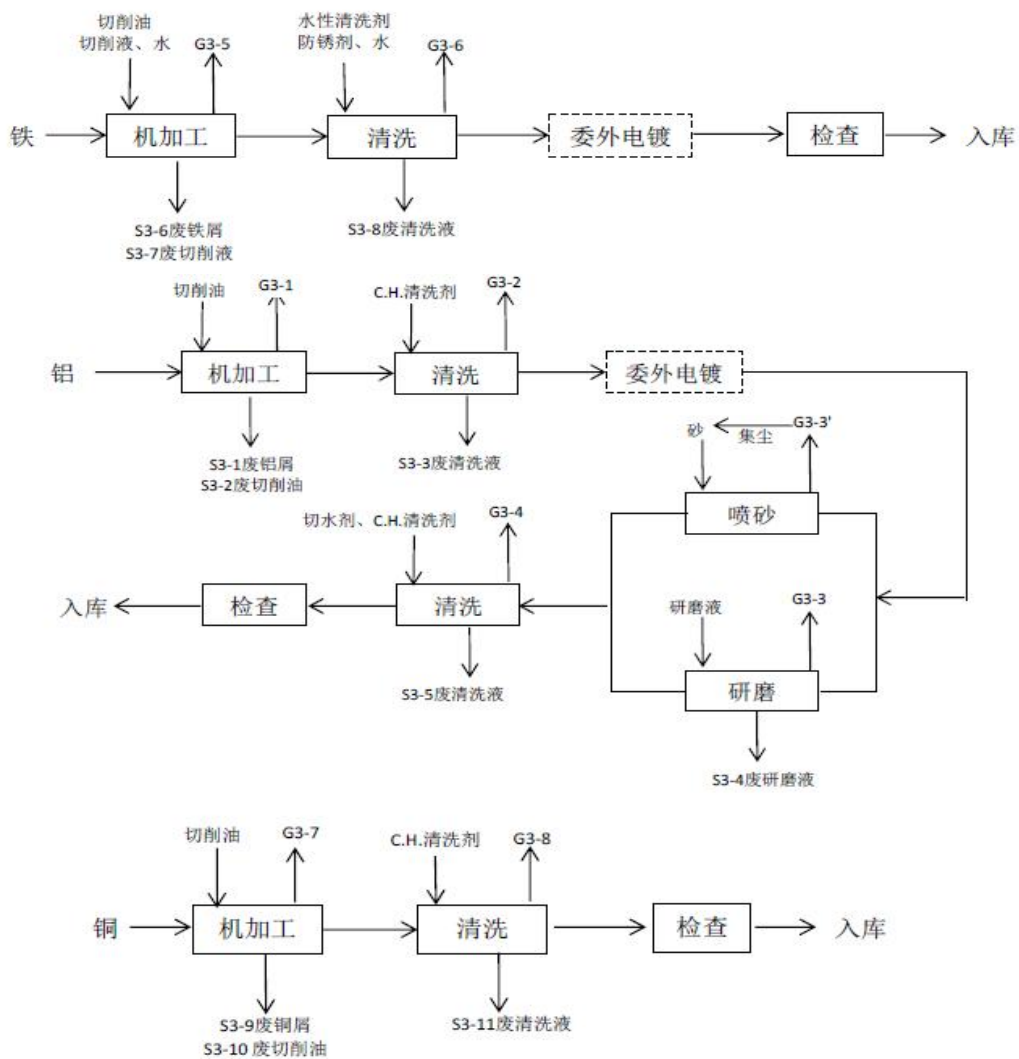 切削油
切削液、水
G3-5
水性清洗剂
防锈剂、水
G3-6
铁
机加工
清洗
委外电镀
检查
入库
S3-6废铁屑
S3-7废切削液
S3-8废清洗液
切削油
G3-1
C.H.清洗剂
G3-2
铝
机加工
清洗
委外电镀
S3-1废铝屑
S3-2废切削油
S3-3废清洗液
砂
集尘
G3-3'
喷砂
切水剂、C.H.清洗剂
G3-4
入库
检查
清洗
研磨液
G3-3
研磨
S3-5废清洗液
S3-4废研磨液
切削油
G3-7
C.H.清洗剂
G3-8
铜
机加工
清洗
检查
入库
S3-9废铜屑
S3-10 废切削油
S3-11废清洗液